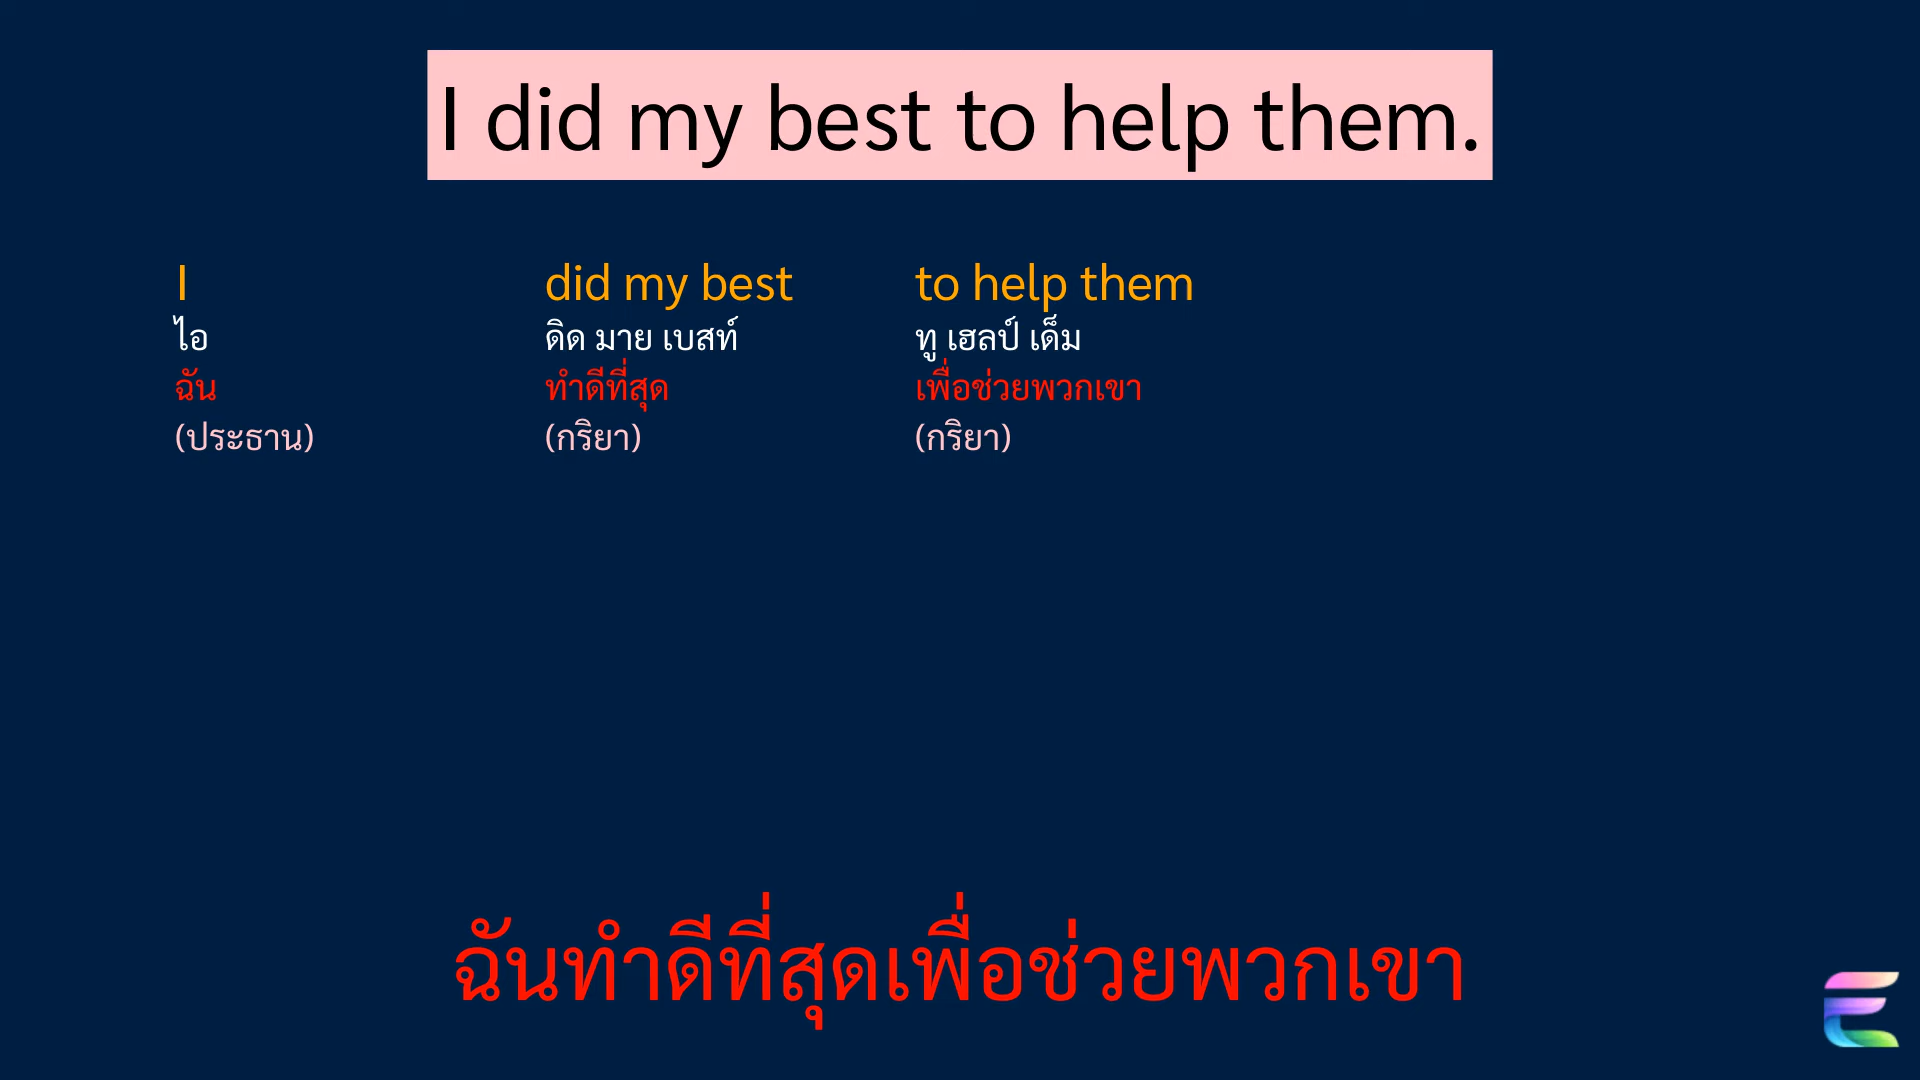 I did my best to help them.
I did my best to help them
ไอ ดิด มาย เบสท์ ทู เฮลป์ เด็ม
ฉัน ทำดีที่สุด เพื่อช่วยพวกเขา
(ประธาน) (กริยา) (กริยา)
ฉันทำดีที่สุดเพื่อช่วยพวกเขา